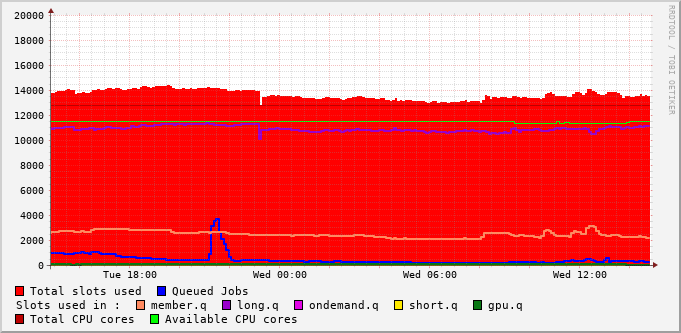 20000
18000
16000
14000
12000
10000
8000
6000
4000
2000
0
Tue 18:00 Wed 00:00 Wed 06:00 Wed 12:00
RRDTOOL / TOBI OETIKER
Total slots used Queued Jobs
Slots used in : member.q long.q ondemand.q short.q gpu.q
Total CPU cores Available CPU cores